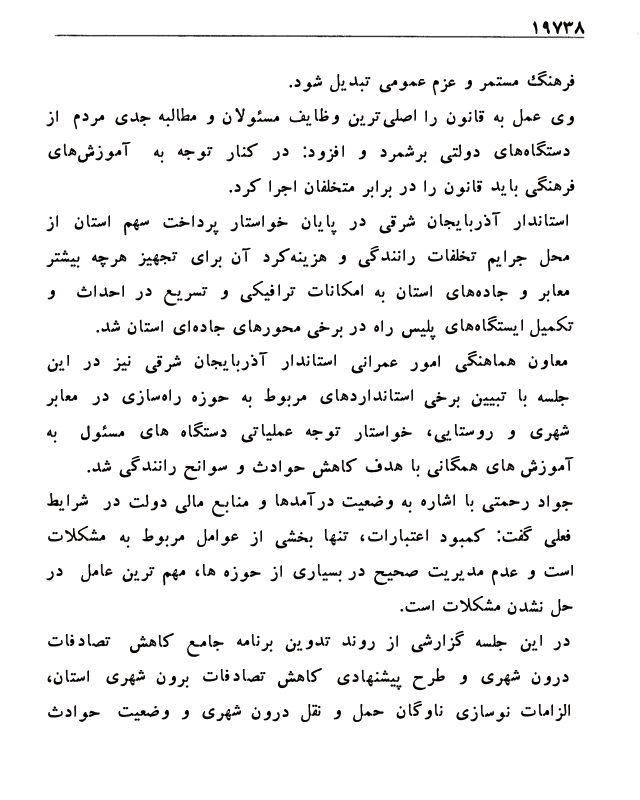 ۱۹۷۳۸
فرهنگ مستمر و عزم عمومی تبدیل شود.
وی عمل به قانون را اصلی‌ترین وظایف مسئولان و مطالبه جدی مردم از
دستگاه‌های دولتی برشمرد و افزود: در کنار توجه به آموزش‌های
فرهنگی باید قانون را در برابر متخلفان اجرا کرد.
استاندار آذربایجان شرقی در پایان خواستار پرداخت سهم استان از
محل جرایم تخلفات رانندگی و هزینه‌کرد آن برای تجهیز هرچه بیشتر
معابر و جاده‌های استان به امکانات ترافیکی و تسریع در احداث و
تکمیل ایستگاه‌های پلیس راه در برخی محورهای جاده‌ای استان شد.
معاون هماهنگی امور عمرانی استاندار آذربایجان شرقی نیز در این
جلسه با تبیین برخی استانداردهای مربوط به حوزه راه‌سازی در معابر
شهری و روستایی، خواستار توجه عملیاتی دستگاه های مسئول به
آموزش های همگانی با هدف کاهش حوادث و سوانح رانندگی شد.
جواد رحمتی با اشاره به وضعیت درآمدها و منابع مالی دولت در شرایط
فعلی گفت: کمبود اعتبارات، تنها بخشی از عوامل مربوط به مشکلات
است و عدم مدیریت صحیح در بسیاری از حوزه ها، مهم ترین عامل در
حل نشدن مشکلات است.
در این جلسه گزارشی از روند تدوین برنامه جامع کاهش تصادفات
درون شهری و طرح پیشنهادی کاهش تصادفات برون شهری استان،
الزامات نوسازی ناوگان حمل و نقل درون شهری و وضعیت حوادث